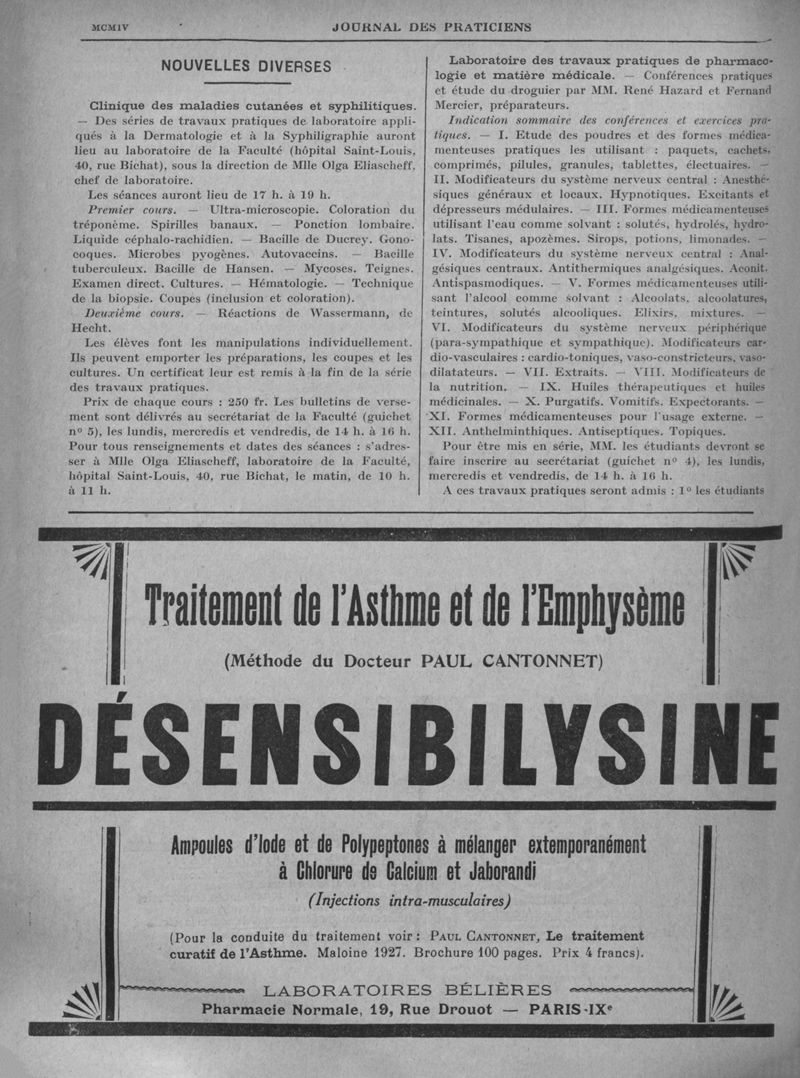 MCMIV
JOURNAL DES PRATICIENS
NOUVELLES DIVERSES
Clinique des maladies cutanées et syphilitiques.
— Des séries de travaux pratiques de laboratoire appli-
qués à la Dermatologie et à la Syphiligraphie auront
lieu au laboratoire de la Faculté (hôpital Saint-Louis,
40, rue Bichat), sous la direction de Mlle Olga Eliascheff,
chef de laboratoire.
Les séances auront lieu de 17 h. à 19 h.
Premier cours. — Ultra-microscopie. Coloration du
tréponème. Spirilles banaux. — Ponction lombaire.
Liquide céphalo-rachidien. — Bacille de Ducrey. Gono-
coques. Microbes pyogènes. Autovaccins. — Bacille
tuberculeux. Bacille de Hansen. — Mycoses. Teignes.
Examen direct. Cultures. — Hématologie. — Technique
de la biopsie. Coupes (inclusion et coloration).
Deuxième cours. — Réactions de Wassermann, de
Hecht.
Les élèves font les manipulations individuellement.
Ils peuvent emporter les préparations, les coupes et les
cultures. Un certificat leur est remis à la fin de la série
des travaux pratiques.
Prix de chaque cours : 250 fr. Les bulletins de verse-
ment sont délivrés au secrétariat de la Faculté (guichet
nº 5), les lundis, mercredis et vendredis, de 14 h. à 16 h.
Pour tous renseignements et dates des séances : s'adres-
ser à Mlle Olga Eliascheff, laboratoire de la Faculté,
hôpital Saint-Louis, 40, rue Bichat, le matin, de 10 h.
à 11 h.
Laboratoire des travaux pratiques de pharmaco-
logie et matière médicale. — Conférences pratiques
et étude du droguier par MM. René Hazard et Fernand
Mercier, préparateurs.
Indication sommaire des conférences et exercices pra-
tiques. — I. Etude des poudres et des formes médica-
menteuses pratiques les utilisant : paquets, cachets,
comprimés, pilules, granules, tablettes, électuaires. —
II. Modificateurs du système nerveux central : Anesthé-
siques généraux et locaux. Hypnotiques. Excitants et
dépresseurs médulaires. — III. Formes médicamenteuses
utilisant l'eau comme solvant : solutés, hydrolés, hydro-
lats. Tisanes, apozèmes. Sirops, potions, limonades. —
IV. Modificateurs du système nerveux central : Anal-
gésiques centraux. Antithermiques analgésiques. Aconit.
Antispasmodiques. — V. Formes médicamenteuses utili-
sant l'alcool comme solvant : Alcoolats, alcoolatures,
teintures, solutés alcooliques. Elixirs, mixtures. —
VI. Modificateurs du système nerveux périphérique
(para-sympathique et sympathique). Modificateurs car-
dio-vasculaires : cardio-toniques, vaso-constricteurs, vaso-
dilatateurs. — VII. Extraits. — VIII. Modificateurs de
la nutrition. — IX. Huiles thérapeutiques et huiles
médicinales. — X. Purgatifs. Vomitifs. Expectorants. —
XI. Formes médicamenteuses pour l'usage externe. —
XII. Anthelminthiques. Antiseptiques. Topiques.
Pour être mis en série, MM. les étudiants devront se
faire inscrire au secrétariat (guichet nº 4), les lundis,
mercredis et vendredis, de 14 h. à 16 h.
A ces travaux pratiques seront admis : 1º les étudiants
Traitement de l'Asthme et de l'Emphysème
(Méthode du Docteur PAUL CANTONNET)
DÉSENSIBILYSINE
Ampoules d'Iode et de Polypeptones à mélanger extemporanément
à Chlorure de Calcium et Jaborandi
(Injections intra-musculaires)
(Pour la conduite du traitement voir : PAUL CANTONNET, Le traitement
curatif de l'Asthme. Maloine 1927. Brochure 100 pages. Prix 4 francs).
LABORATOIRES BÉLIÈRES
Pharmacie Normale, 19, Rue Drouot — PARIS-IXe